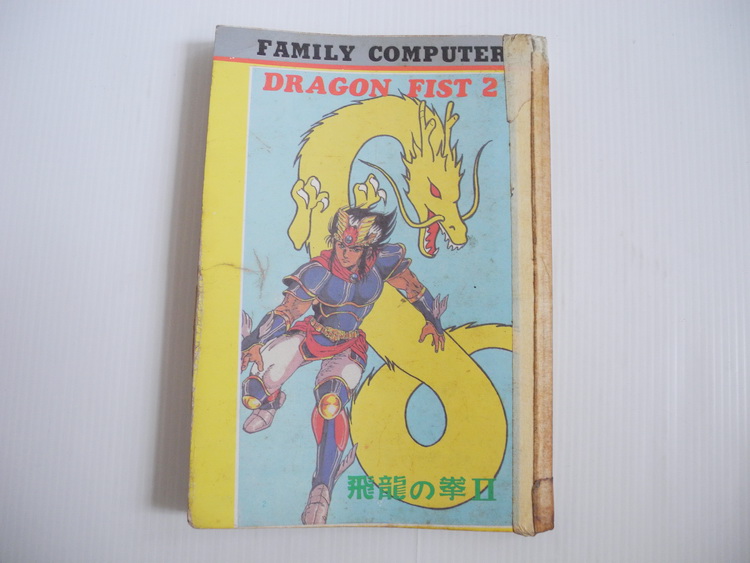 FAMILY COMPUTER
DRAGON FIST 2
飛龍の拳II